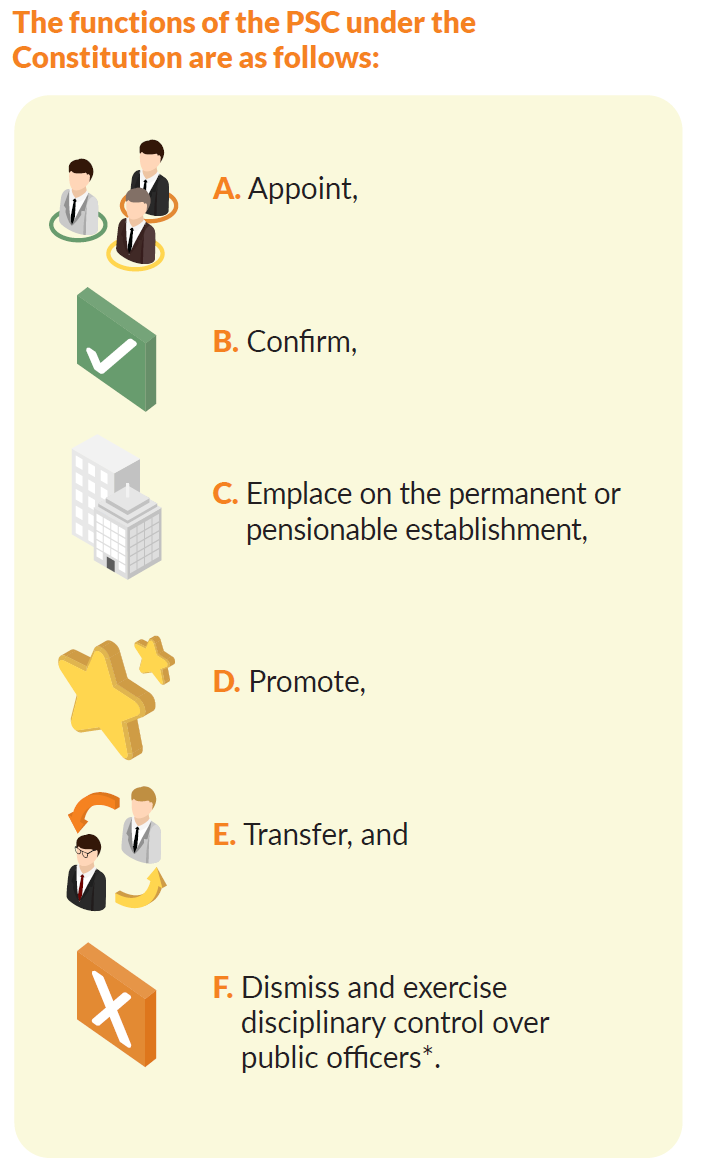 The functions of the PSC under the
Constitution are as follows:
A. Appoint,
B. Confirm,
C. Emplace on the permanent or
pensionable establishment,
D. Promote,
E. Transfer, and
F. Dismiss and exercise
disciplinary control over
public officers*.